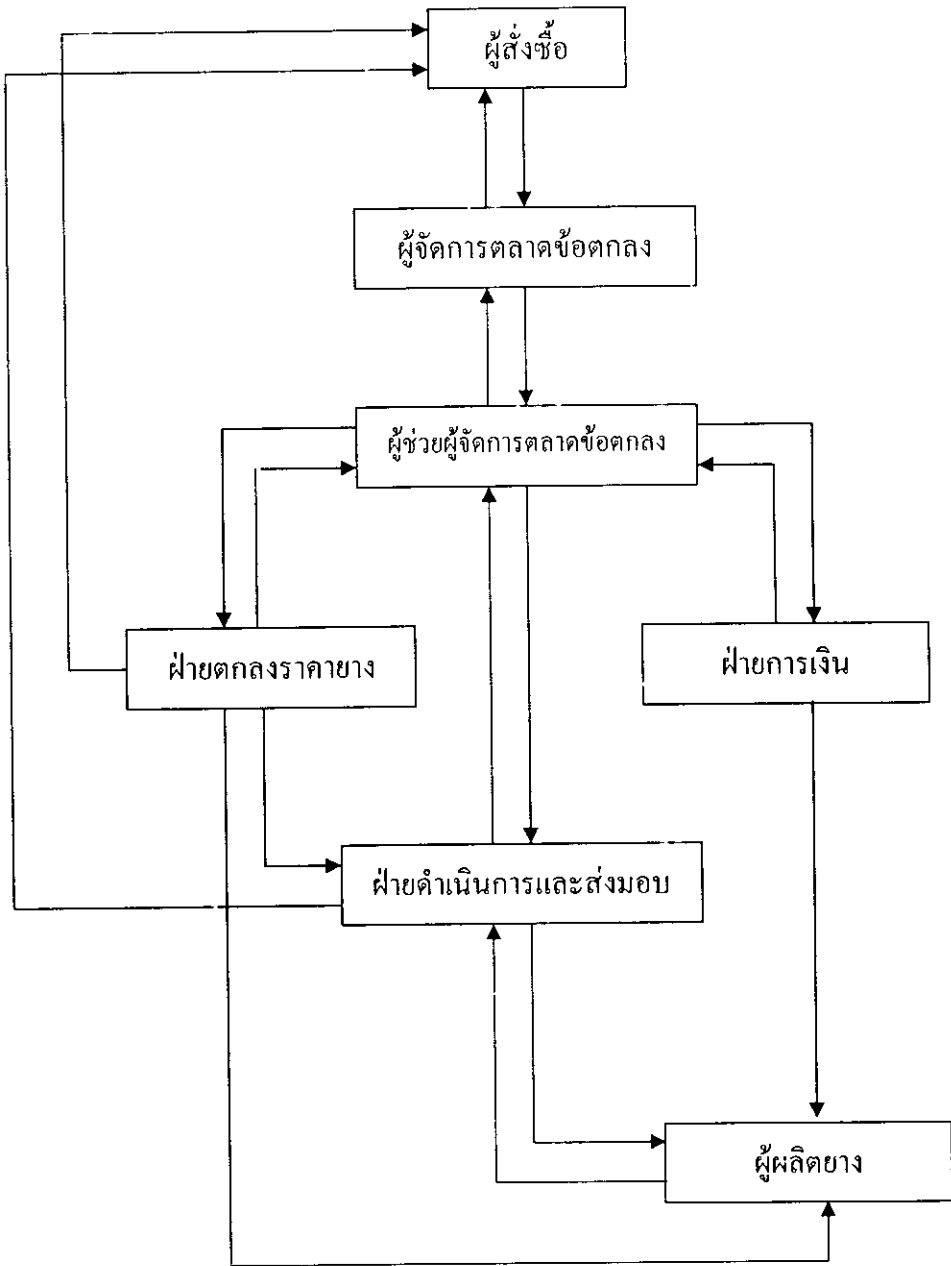 ผู้สั่งซื้อ
ผู้จัดการตลาดข้อตกลง
ผู้ช่วยผู้จัดการตลาดข้อตกลง
ฝ่ายตกลงราคายาง
ฝ่ายการเงิน
ฝ่ายดำเนินการและส่งมอบ
ผู้ผลิตยาง